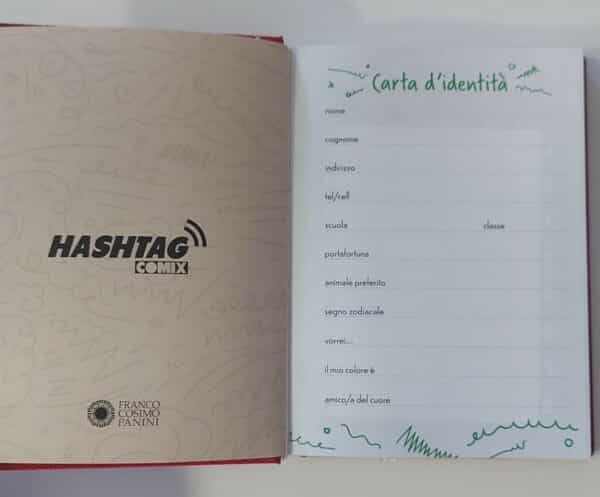 HASHTAG
COMIX
FRANCO
COSIMO
PANINI
Carta d'identità
nome
cognome
indirizzo
tel/cell
scuola classe
portafortuna
animale preferito
segno zodiacale
vorrei...
il mio colore è
amico/a del cuore